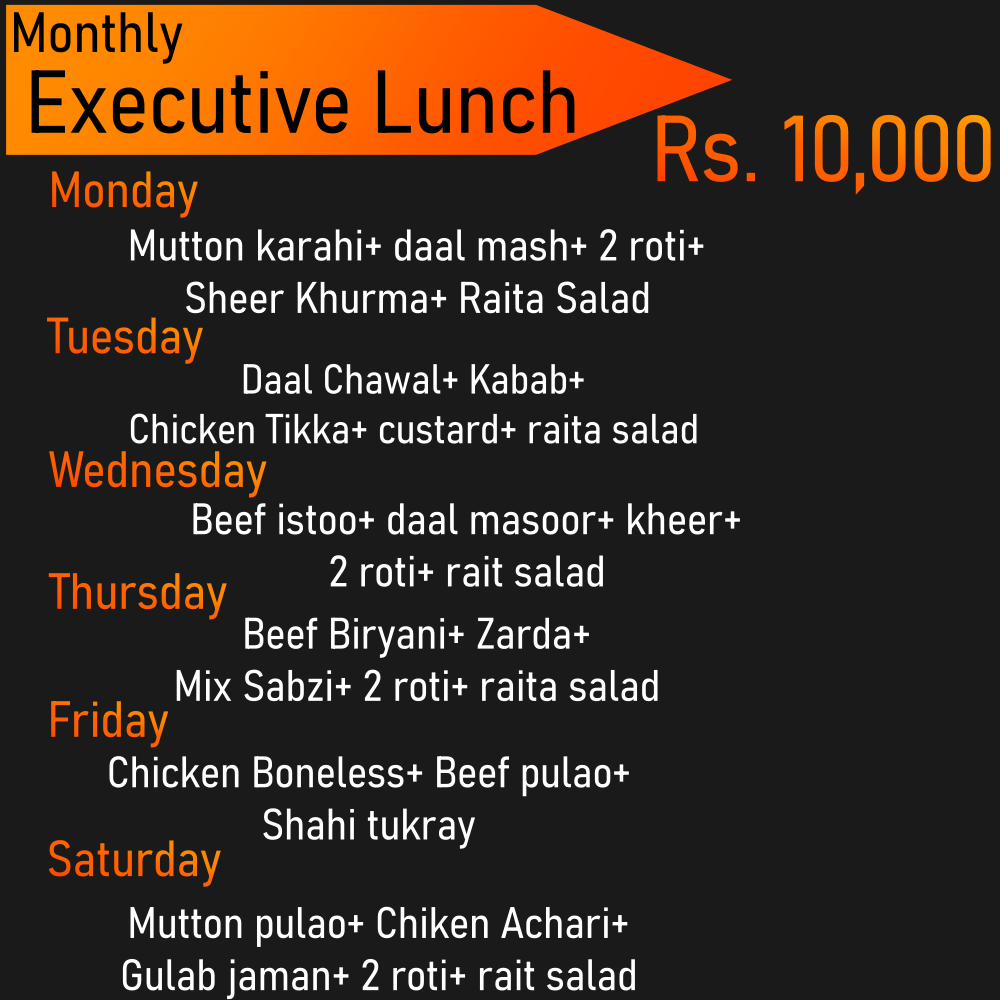 Monthly
Executive Lunch
Rs. 10,000
Monday
Mutton karahi+ daal mash+ 2 roti+
Sheer Khurma+ Raita Salad
Tuesday
Daal Chawal+ Kabab+
Chicken Tikka+ custard+ raita salad
Wednesday
Beef istoo+ daal masoor+ kheer+
2 roti+ rait salad
Thursday
Beef Biryani+ Zarda+
Mix Sabzi+ 2 roti+ raita salad
Friday
Chicken Boneless+ Beef pulao+
Shahi tukray
Saturday
Mutton pulao+ Chiken Achari+
Gulab jaman+ 2 roti+ rait salad